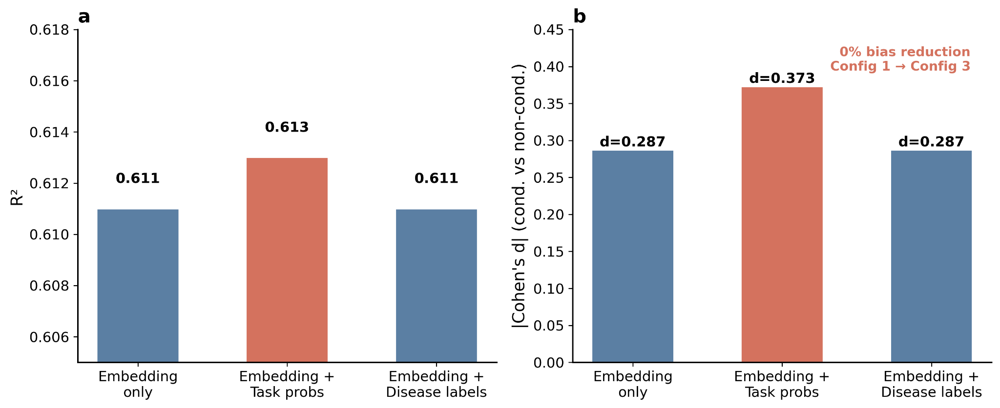 a
R²
0.618
0.616
0.614
0.612
0.610
0.608
0.606
0.611
0.613
0.611
Embedding
only
Embedding +
Task probs
Embedding +
Disease labels
b
|Cohen's d| (cond. vs non-cond.)
0.45
0.40
0.35
0.30
0.25
0.20
0.15
0.10
0.05
0.00
0% bias reduction
Config 1 → Config 3
d=0.287
d=0.373
d=0.287
Embedding
only
Embedding +
Task probs
Embedding +
Disease labels